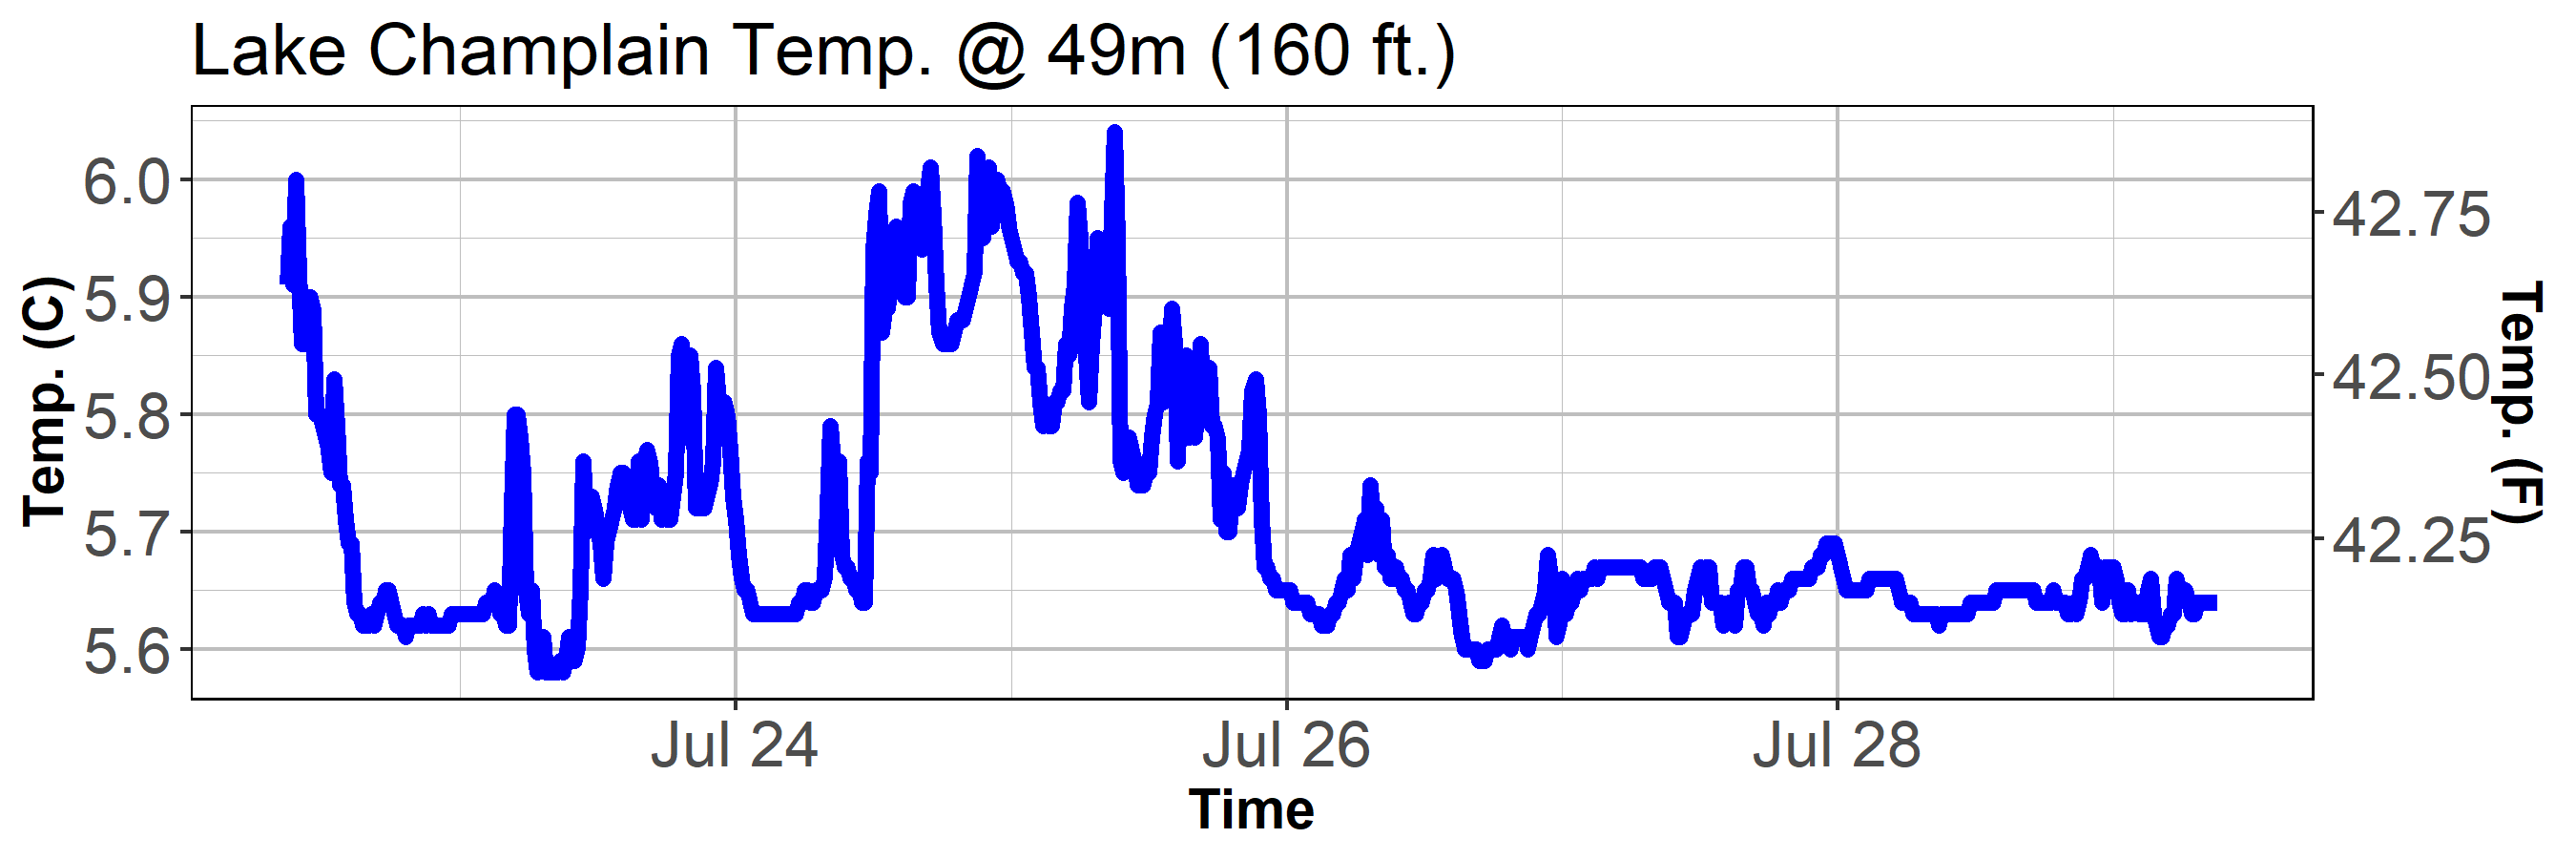 Lake Champlain Temp. @ 49m (160 ft.)
6.0
5.9
5.8
5.7
5.6
Temp. (C)
42.75
42.50
42.25
Temp. (F)
Jul 24 Jul 26 Jul 28
Time